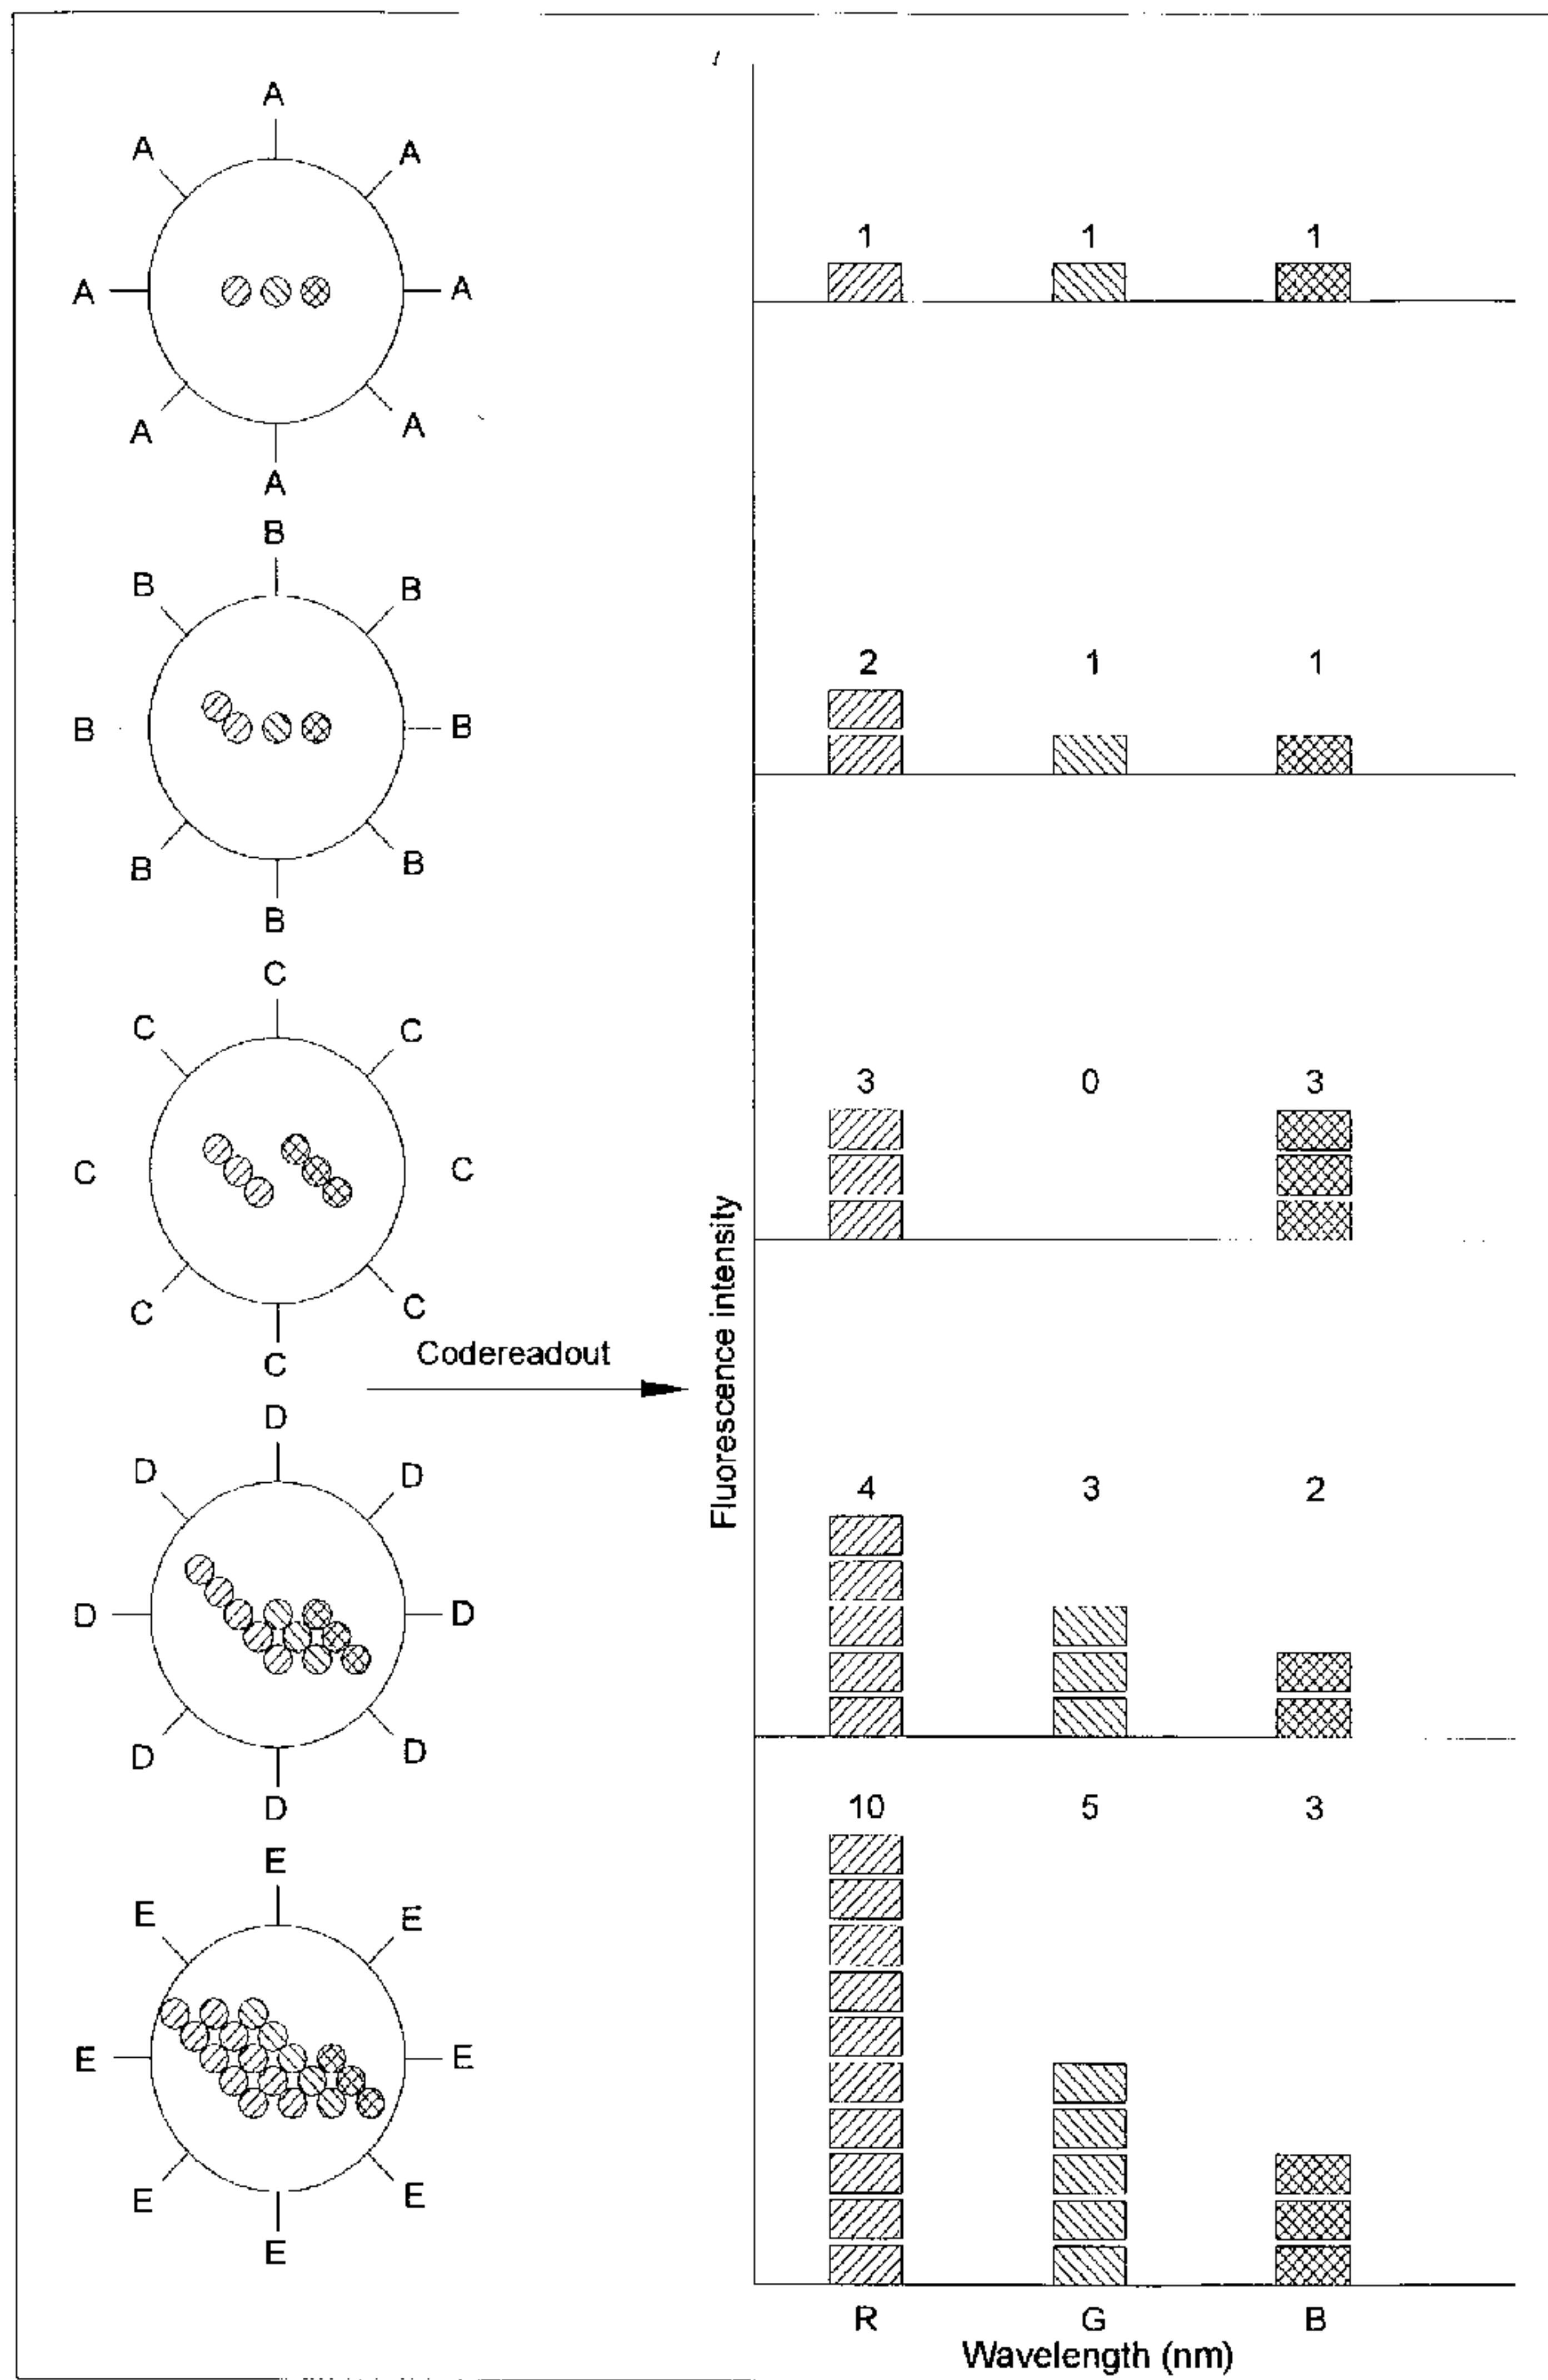 A
A A
A A
A A
A
1 1 1
B
B B
B B
B B
B
2 1 1
C
C C
C C
C C
C
3 0 3
Codereadout
Fluorescence intensity
D
D D
D D
D D
D
4 3 2
E
E E
E E
E E
E
10 5 3
R G B
Wavelength (nm)